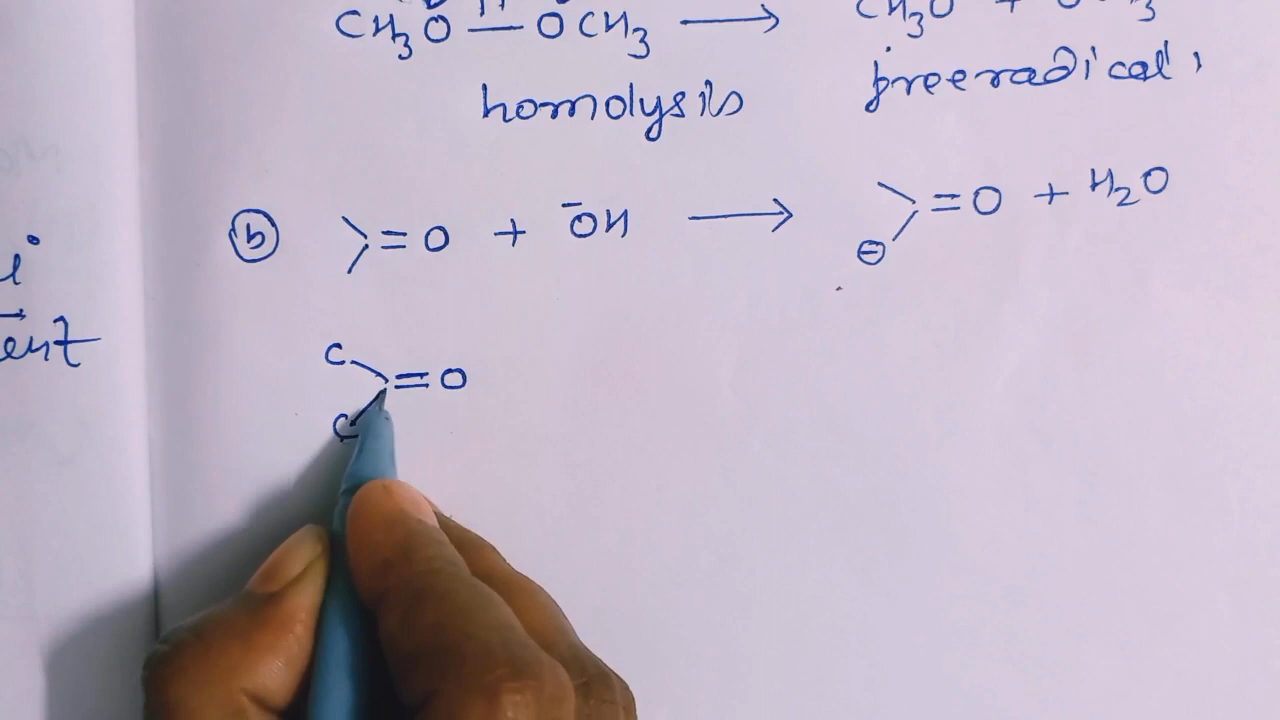 CH3O — OCH3 ⟶ CH3O + OCH3
homolysis freeradical
ⓑ >=O + ⁻OH ⟶ >=O + H2O
⊖
C
>=O
C